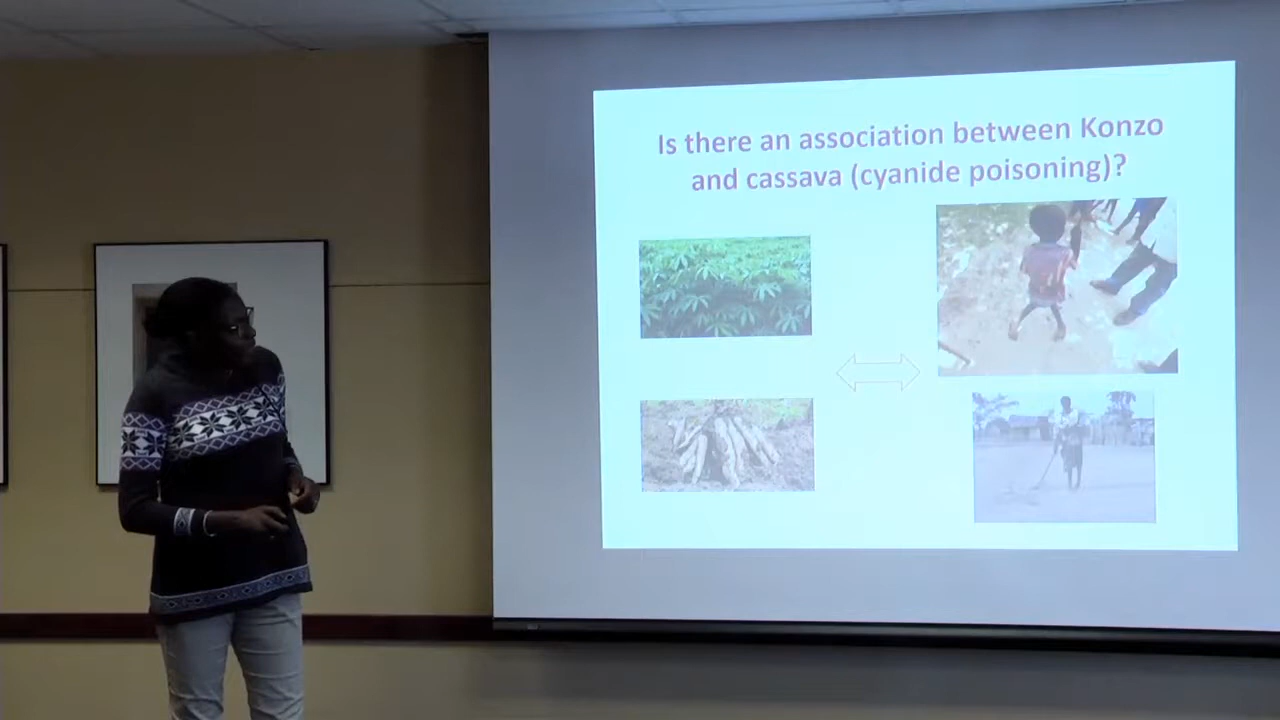 Is there an association between Konzo
and cassava (cyanide poisoning)?